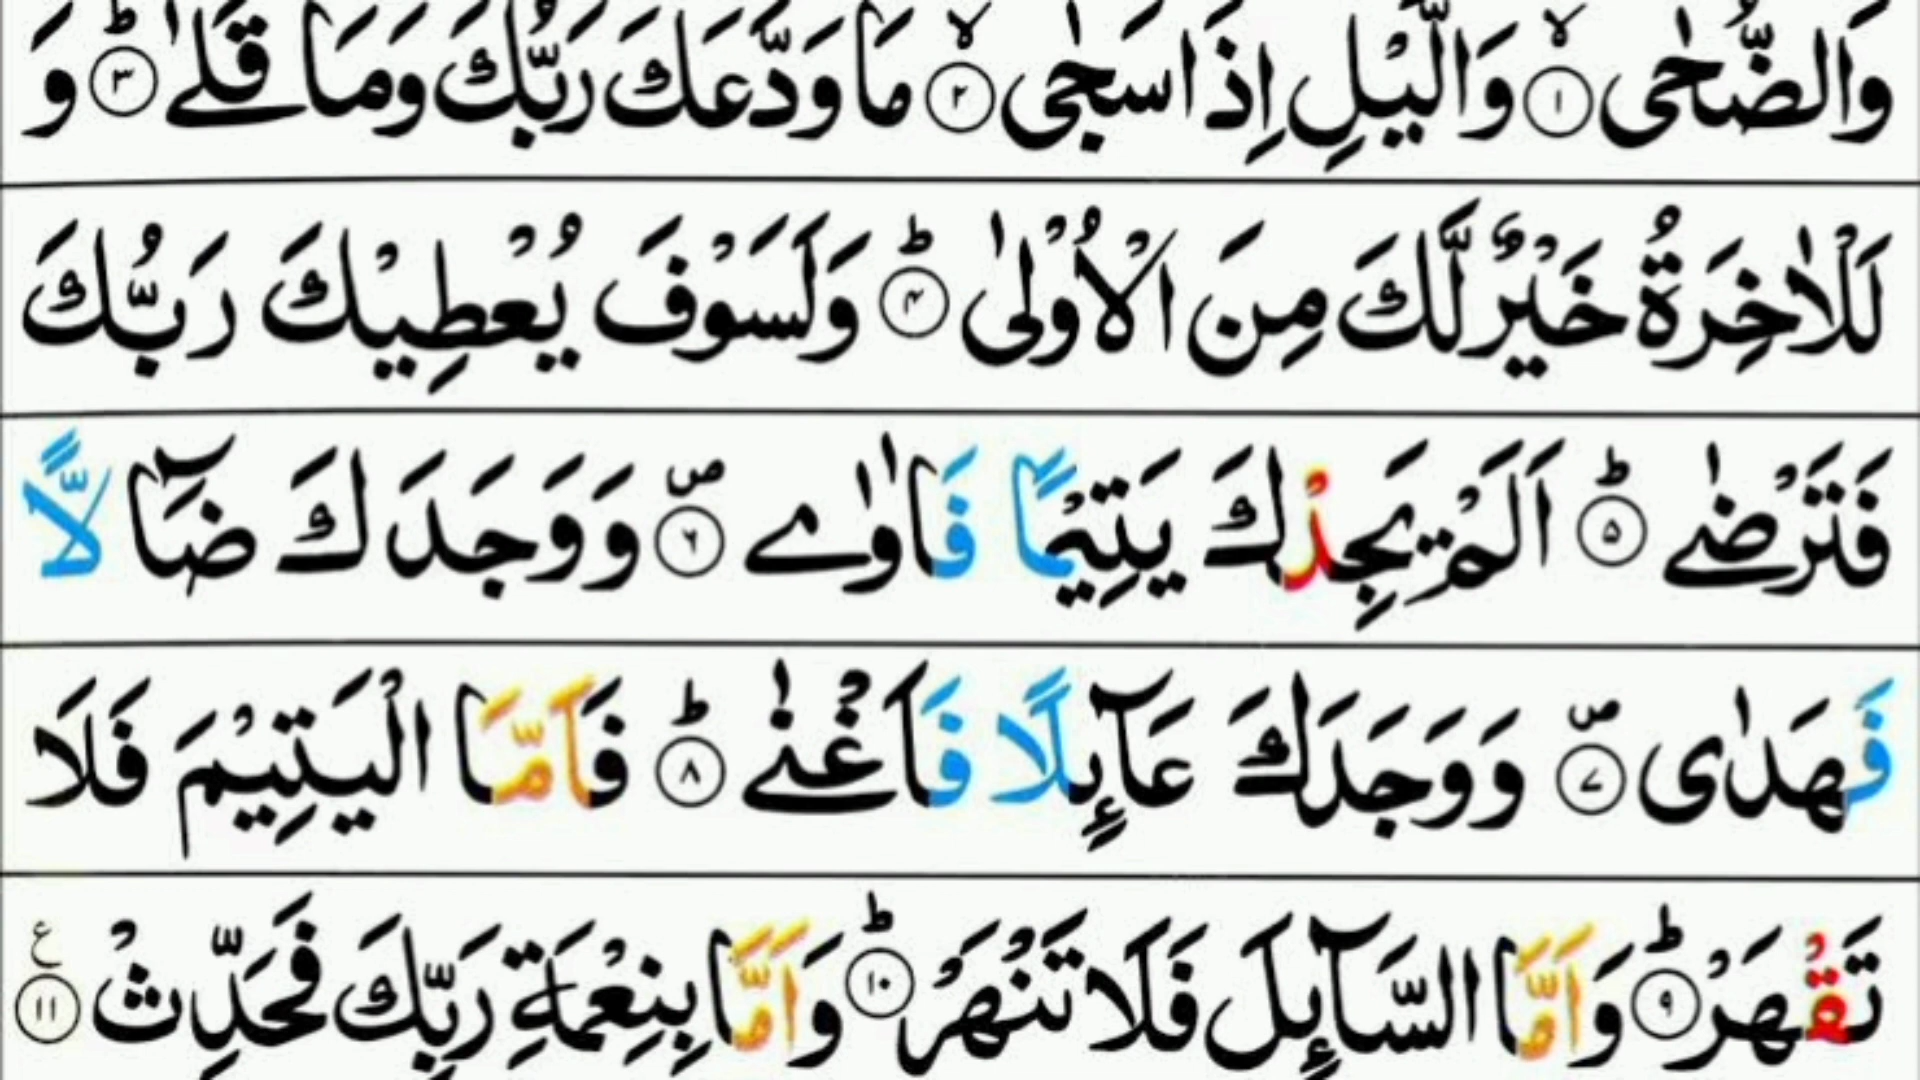 وَالضُّحٰى ۙ﴿۱﴾ وَالَّيْلِ اِذَا سَجٰى ۙ﴿۲﴾ مَا وَدَّعَكَ رَبُّكَ وَمَا قَلٰے ؕ﴿۳﴾ وَ
لَلْاٰخِرَةُ خَيْرٌ لَّكَ مِنَ الْاُوْلٰى ؕ﴿۴﴾ وَلَسَوْفَ يُعْطِيْكَ رَبُّكَ
فَتَرْضٰے ؕ﴿۵﴾ اَلَمْ يَجِدْكَ يَتِيْمًا فَاٰوٰے ۪﴿۶﴾ وَوَجَدَكَ ضَآلًّا
فَهَدٰى ۪﴿۷﴾ وَوَجَدَكَ عَآئِلًا فَاَغْنٰے ؕ﴿۸﴾ فَاَمَّا الْيَتِيْمَ فَلَا
تَقْهَرْ ؕ﴿۹﴾ وَاَمَّا السَّآئِلَ فَلَا تَنْهَرْ ؕ﴿۱۰﴾ وَاَمَّا بِنِعْمَةِ رَبِّكَ فَحَدِّثْ ﴿۱۱﴾ ع